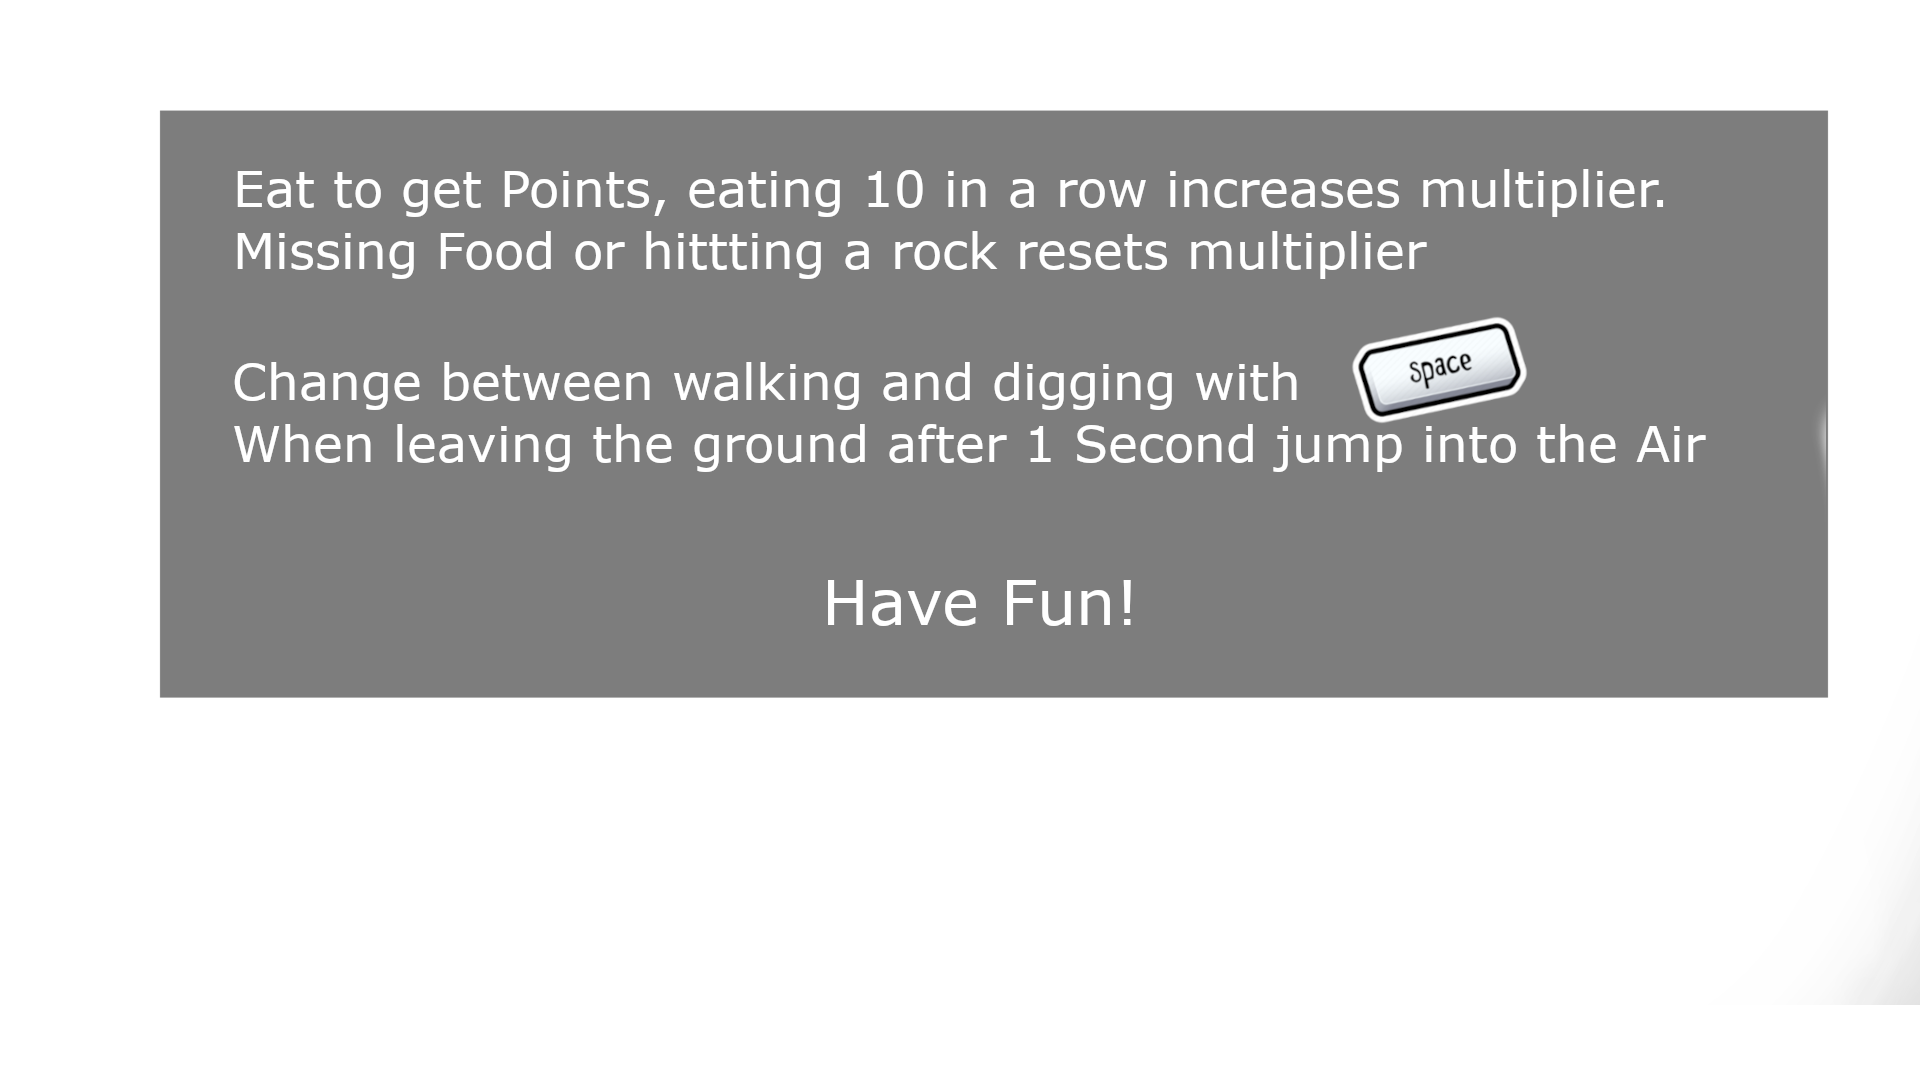 Eat to get Points, eating 10 in a row increases multiplier.
Missing Food or hittting a rock resets multiplier
Change between walking and digging with space
When leaving the ground after 1 Second jump into the Air
Have Fun!